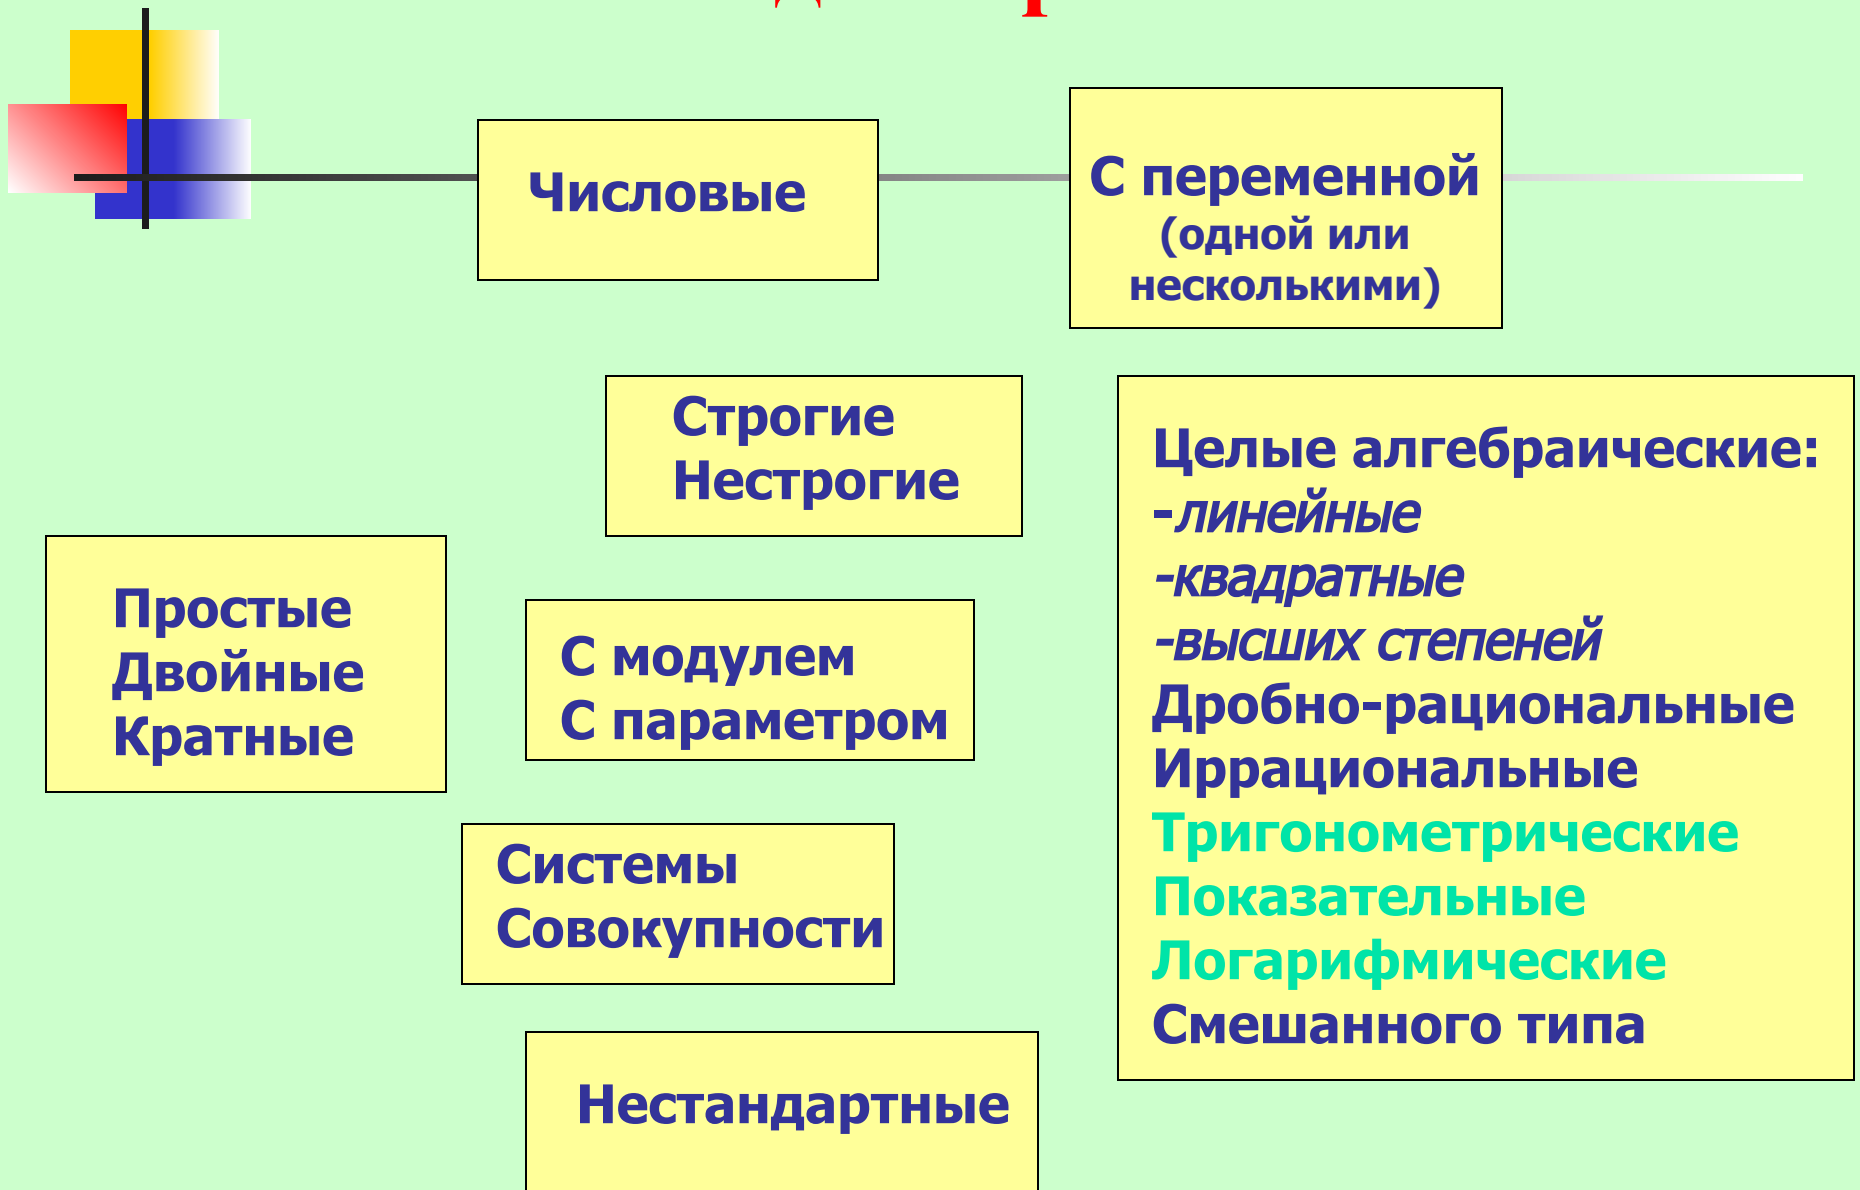 Числовые
С переменной
(одной или
несколькими)
Строгие
Нестрогие
Простые
Двойные
Кратные
С модулем
С параметром
Системы
Совокупности
Нестандартные
Целые алгебраические:
-линейные
-квадратные
-высших степеней
Дробно-рациональные
Иррациональные
Тригонометрические
Показательные
Логарифмические
Смешанного типа